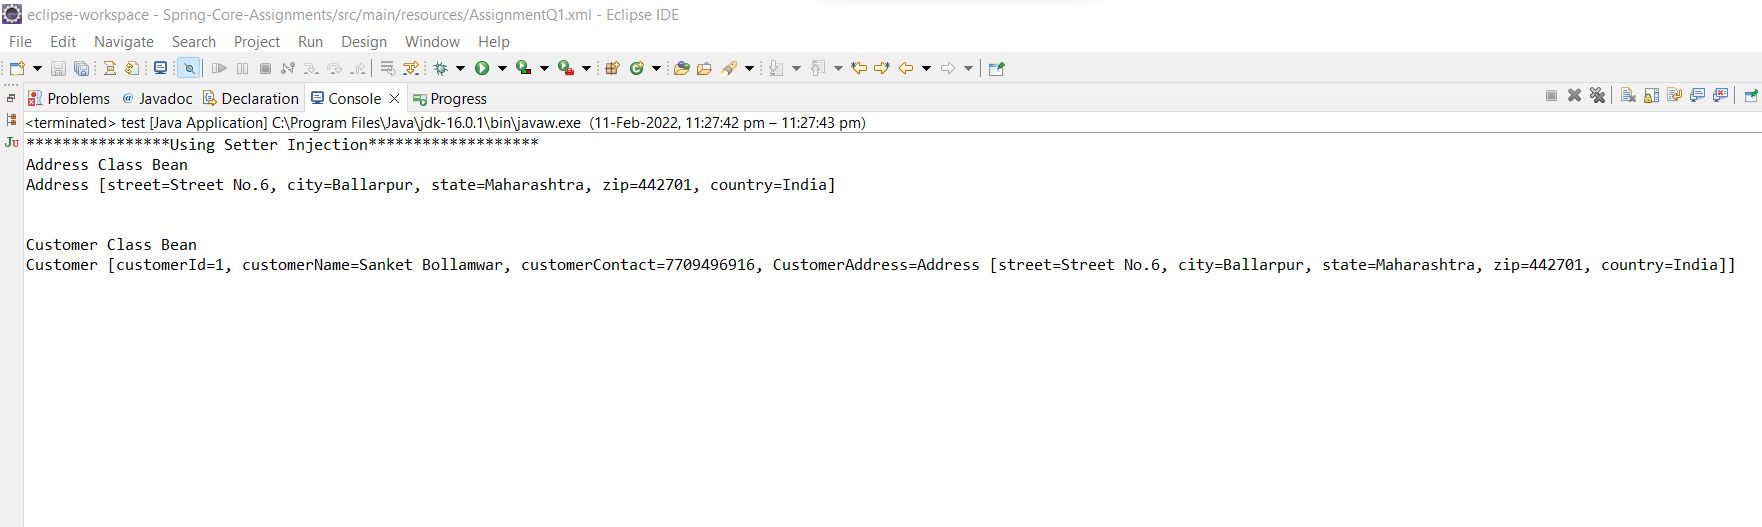 eclipse-workspace - Spring-Core-Assignments/src/main/resources/AssignmentQ1.xml - Eclipse IDE
File Edit Navigate Search Project Run Design Window Help
Problems @ Javadoc Declaration Console Progress
<terminated> test [Java Application] C:\Program Files\Java\jdk-16.0.1\bin\javaw.exe (11-Feb-2022, 11:27:42 pm – 11:27:43 pm)
Ju
****************Using Setter Injection*******************
Address Class Bean
Address [street=Street No.6, city=Ballarpur, state=Maharashtra, zip=442701, country=India]
Customer Class Bean
Customer [customerId=1, customerName=Sanket Bollamwar, customerContact=7709496916, CustomerAddress=Address [street=Street No.6, city=Ballarpur, state=Maharashtra, zip=442701, country=India]]